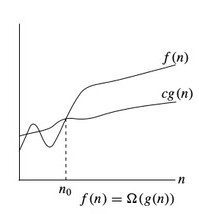 f(n)
cg(n)
n
n₀
f(n) = Ω(g(n))